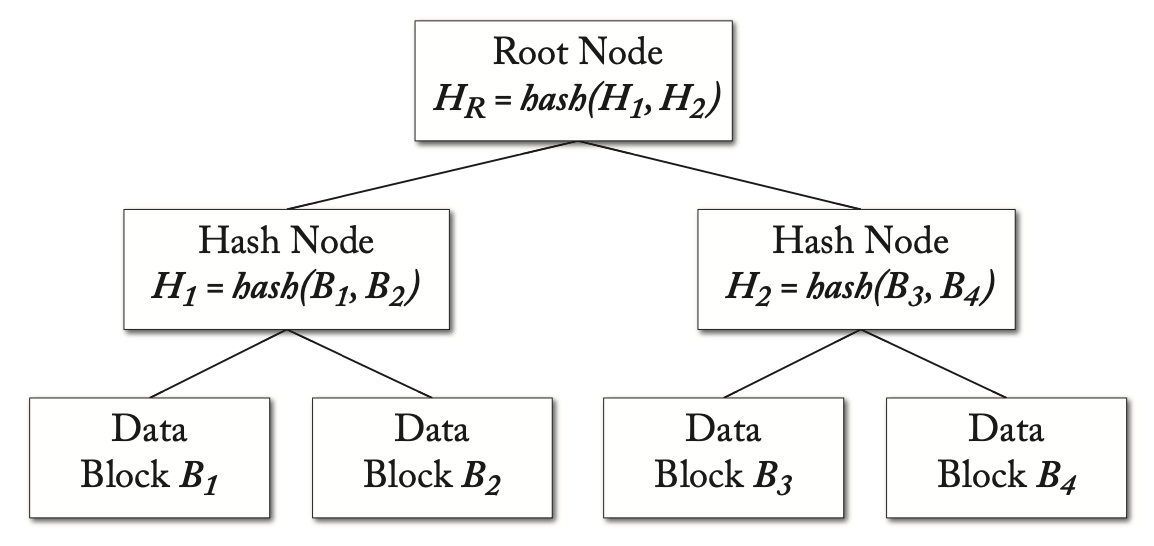 Root Node
H_R = hash(H_1, H_2)
Hash Node
H_1 = hash(B_1, B_2)
Hash Node
H_2 = hash(B_3, B_4)
Data
Block B_1
Data
Block B_2
Data
Block B_3
Data
Block B_4